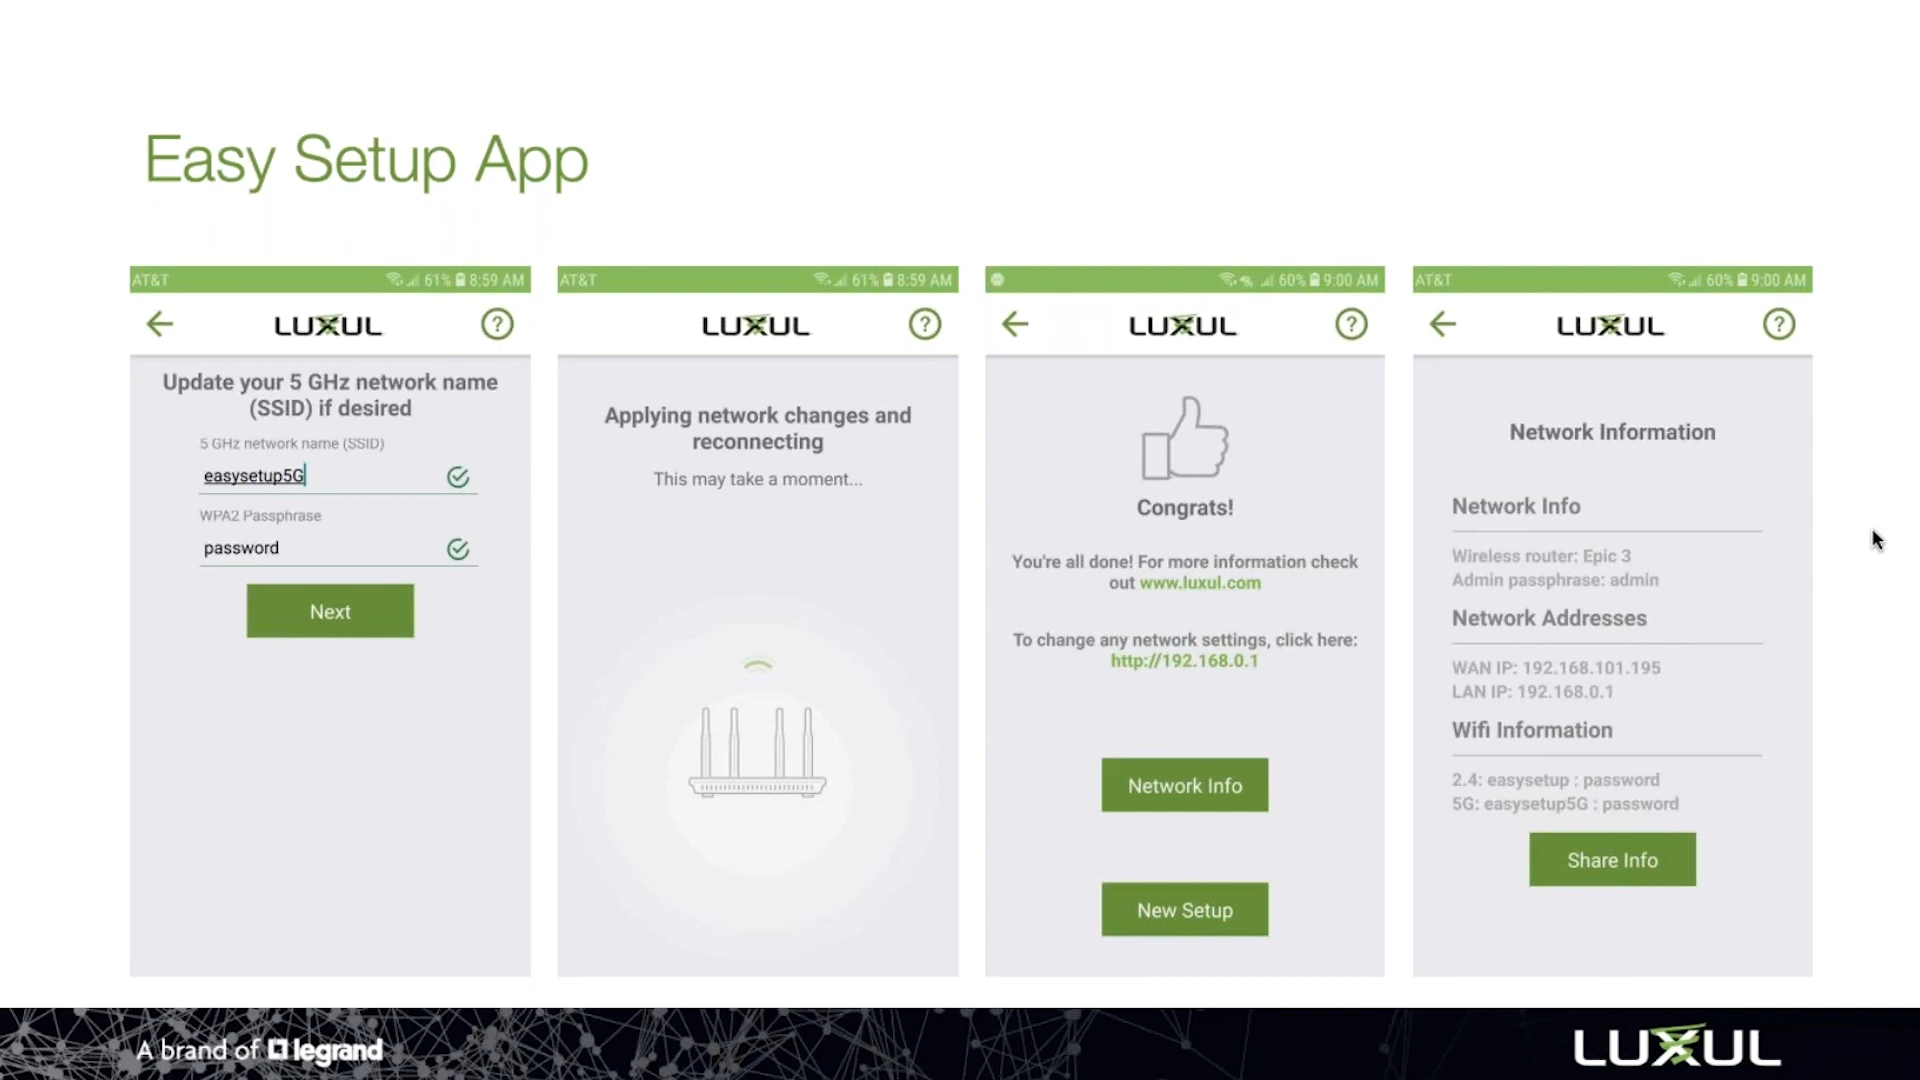 Easy Setup App
AT&T 61% 8:59 AM
LUXUL ?
Update your 5 GHz network name
(SSID) if desired
5 GHz network name (SSID)
easysetup5G
WPA2 Passphrase
password
Next
AT&T 61% 8:59 AM
LUXUL ?
Applying network changes and
reconnecting
This may take a moment...
60% 9:00 AM
LUXUL ?
Congrats!
You're all done! For more information check
out www.luxul.com
To change any network settings, click here:
http://192.168.0.1
Network Info
New Setup
AT&T 60% 9:00 AM
LUXUL ?
Network Information
Network Info
Wireless router: Epic 3
Admin passphrase: admin
Network Addresses
WAN IP: 192.168.101.195
LAN IP: 192.168.0.1
Wifi Information
2.4: easysetup : password
5G: easysetup5G : password
Share Info
A brand of legrand
LUXUL